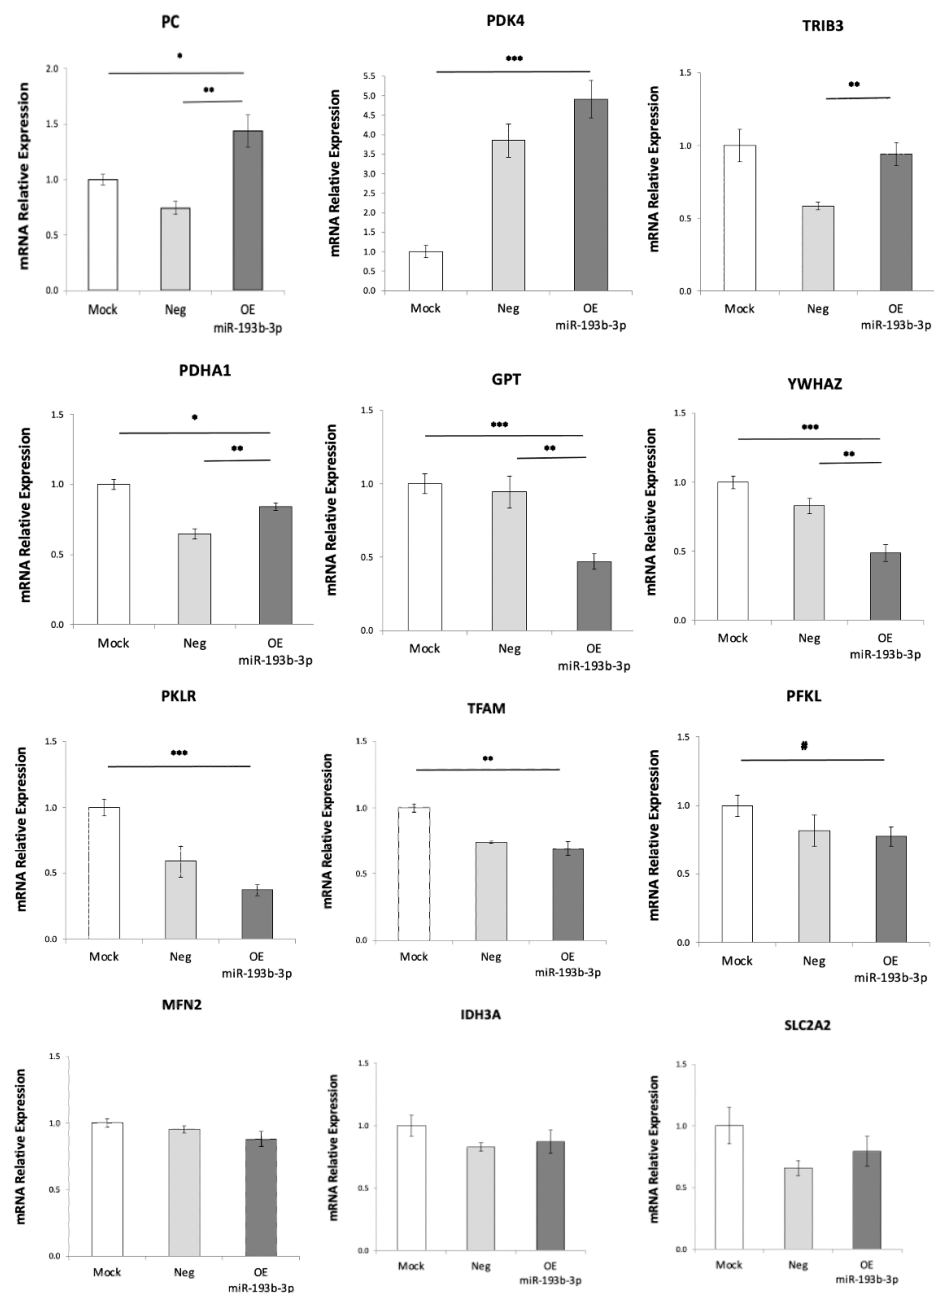 PC
*
**
mRNA Relative Expression
2.0
1.5
1.0
0.5
0.0
Mock Neg OE
miR-193b-3p
PDK4
***
mRNA Relative Expression
5.5
5.0
4.5
4.0
3.5
3.0
2.5
2.0
1.5
1.0
0.5
0.0
Mock Neg OE
miR-193b-3p
TRIB3
**
mRNA Relative Expression
1.5
1.0
0.5
0.0
Mock Neg OE
miR-193b-3p
PDHA1
*
**
mRNA Relative Expression
1.5
1.0
0.5
0.0
Mock Neg OE
miR-193b-3p
GPT
***
**
mRNA Relative Expression
1.5
1.0
0.5
0.0
Mock Neg OE
miR-193b-3p
YWHAZ
***
**
mRNA Relative Expression
1.5
1.0
0.5
0.0
Mock Neg OE
miR-193b-3p
PKLR
***
mRNA Relative Expression
1.5
1.0
0.5
0.0
Mock Neg OE
miR-193b-3p
TFAM
**
mRNA Relative Expression
1.5
1.0
0.5
0.0
Mock Neg OE
miR-193b-3p
PFKL
#
mRNA Relative Expression
1.5
1.0
0.5
0.0
Mock Neg OE
miR-193b-3p
MFN2
mRNA Relative Expression
1.5
1.0
0.5
0.0
Mock Neg OE
miR-193b-3p
IDH3A
mRNA Relative Expression
1.5
1.0
0.5
0.0
Mock Neg OE
miR-193b-3p
SLC2A2
mRNA Relative Expression
1.5
1.0
0.5
0.0
Mock Neg OE
miR-193b-3p